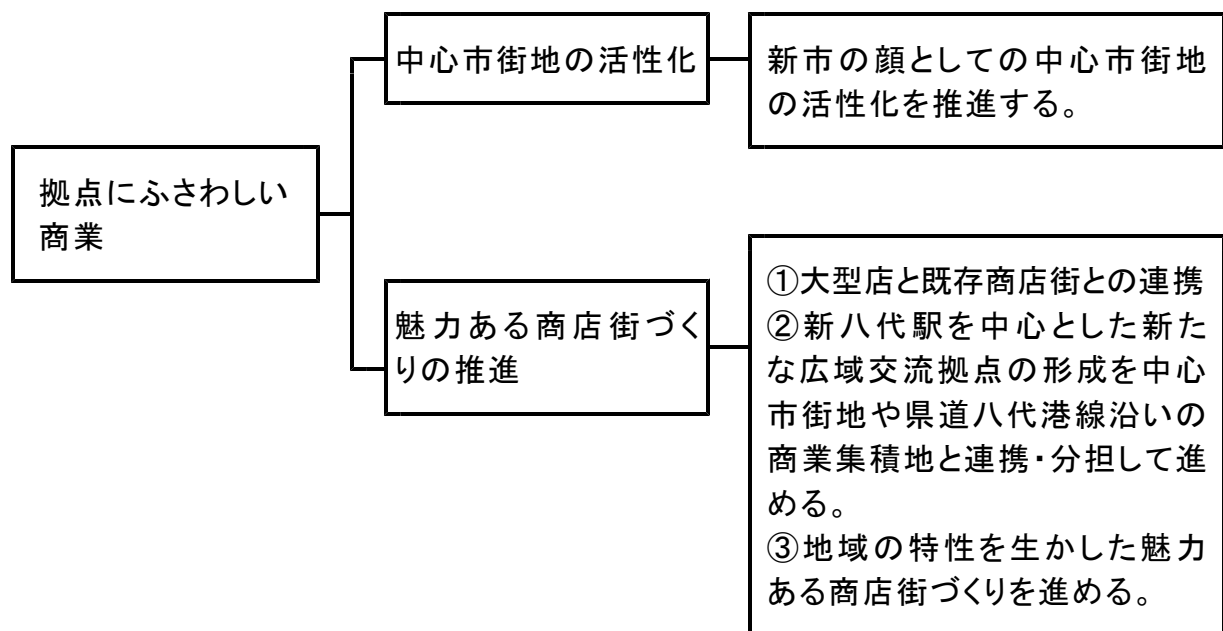 拠点にふさわしい
商業
中心市街地の活性化
新市の顔としての中心市街地
の活性化を推進する。
魅力ある商店街づく
りの推進
①大型店と既存商店街との連携
②新八代駅を中心とした新た
な広域交流拠点の形成を中心
市街地や県道八代港線沿いの
商業集積地と連携・分担して進
める。
③地域の特性を生かした魅力
ある商店街づくりを進める。